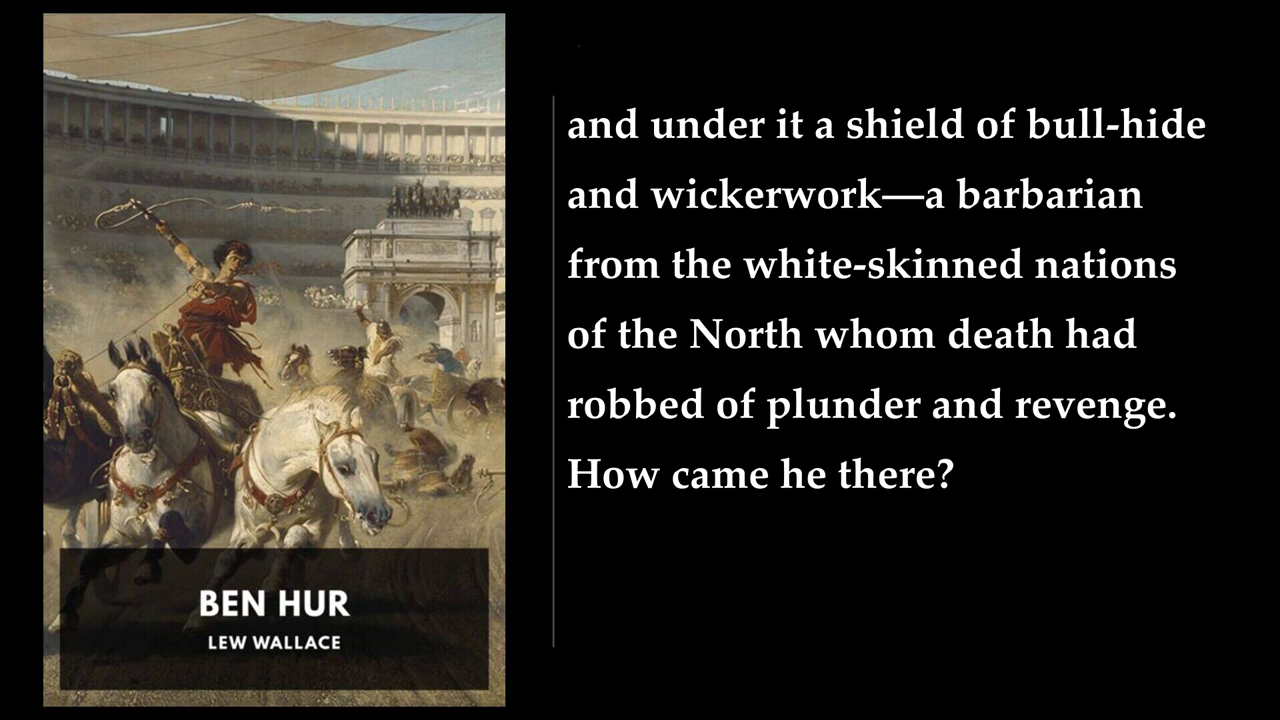 and under it a shield of bull-hide
and wickerwork—a barbarian
from the white-skinned nations
of the North whom death had
robbed of plunder and revenge.
How came he there?
BEN HUR
LEW WALLACE